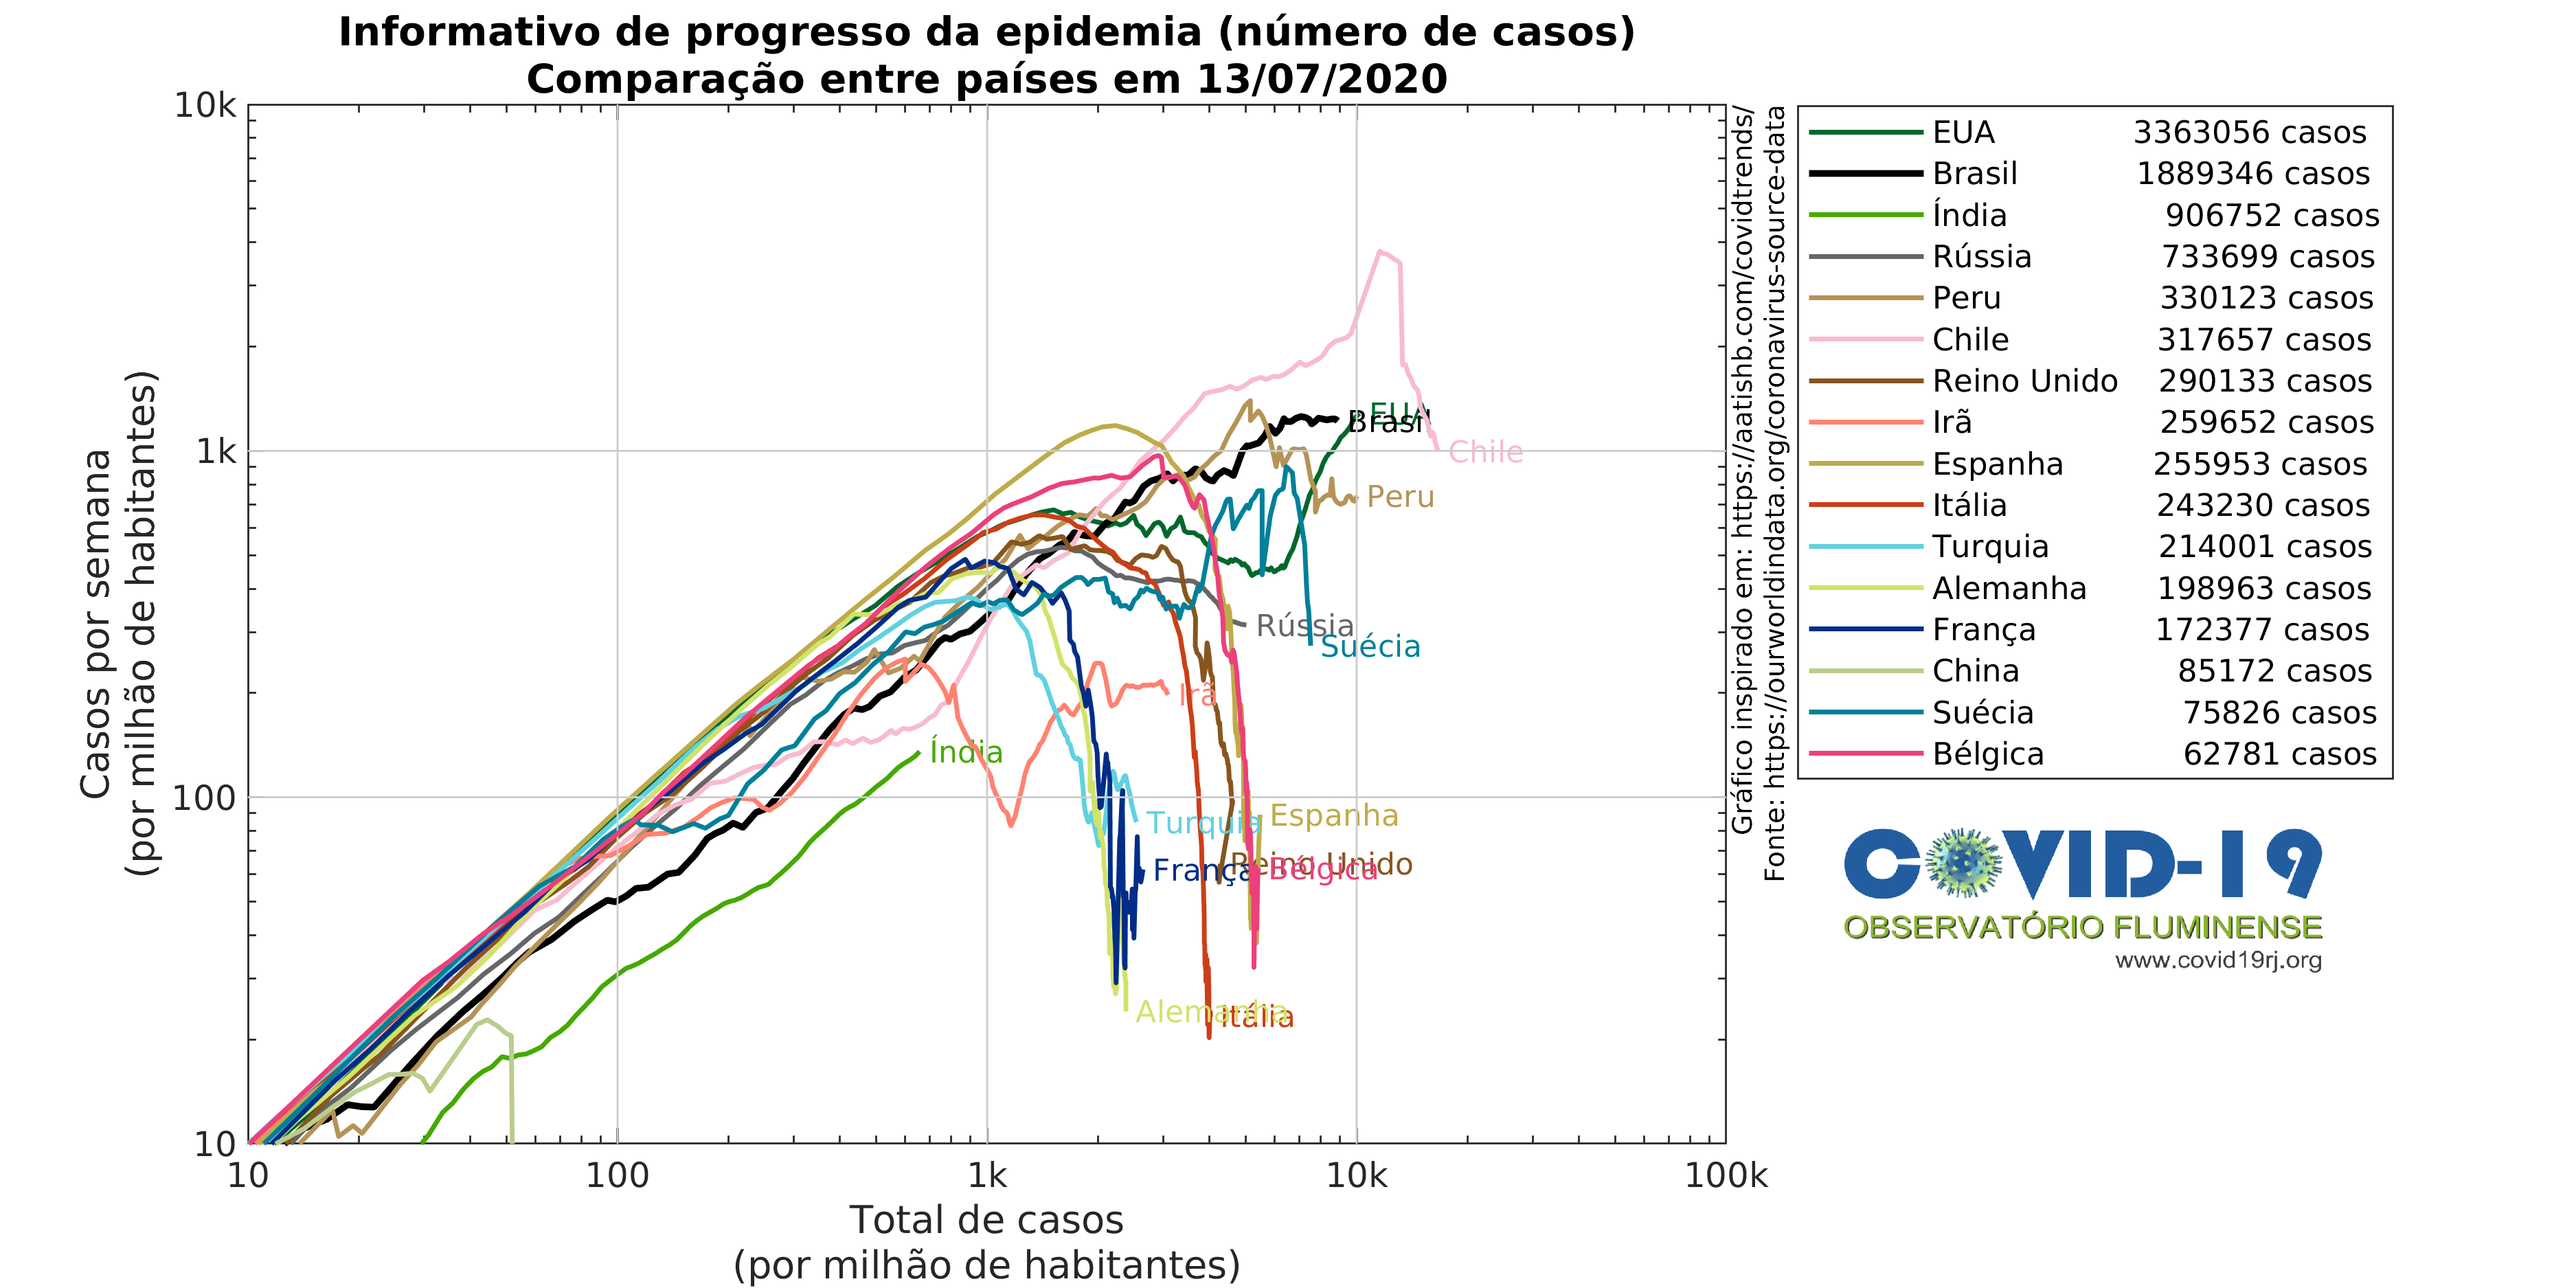 Informativo de progresso da epidemia (número de casos)
Comparação entre países em 13/07/2020
10k
1k
100
10
10
100
1k
10k
100k
Casos por semana
(por milhão de habitantes)
Total de casos
(por milhão de habitantes)
EUA
Brasil
Chile
Peru
Rússia
Suécia
Irã
Índia
Turquia
Espanha
Reino Unido
França
Bélgica
Alemanha
Itália
Gráfico inspirado em: https://aatishb.com/covidtrends/
Fonte: https://ourworldindata.org/coronavirus-source-data
EUA 3363056 casos
Brasil 1889346 casos
Índia 906752 casos
Rússia 733699 casos
Peru 330123 casos
Chile 317657 casos
Reino Unido 290133 casos
Irã 259652 casos
Espanha 255953 casos
Itália 243230 casos
Turquia 214001 casos
Alemanha 198963 casos
França 172377 casos
China 85172 casos
Suécia 75826 casos
Bélgica 62781 casos
COVID-19
OBSERVATÓRIO FLUMINENSE
www.covid19rj.org